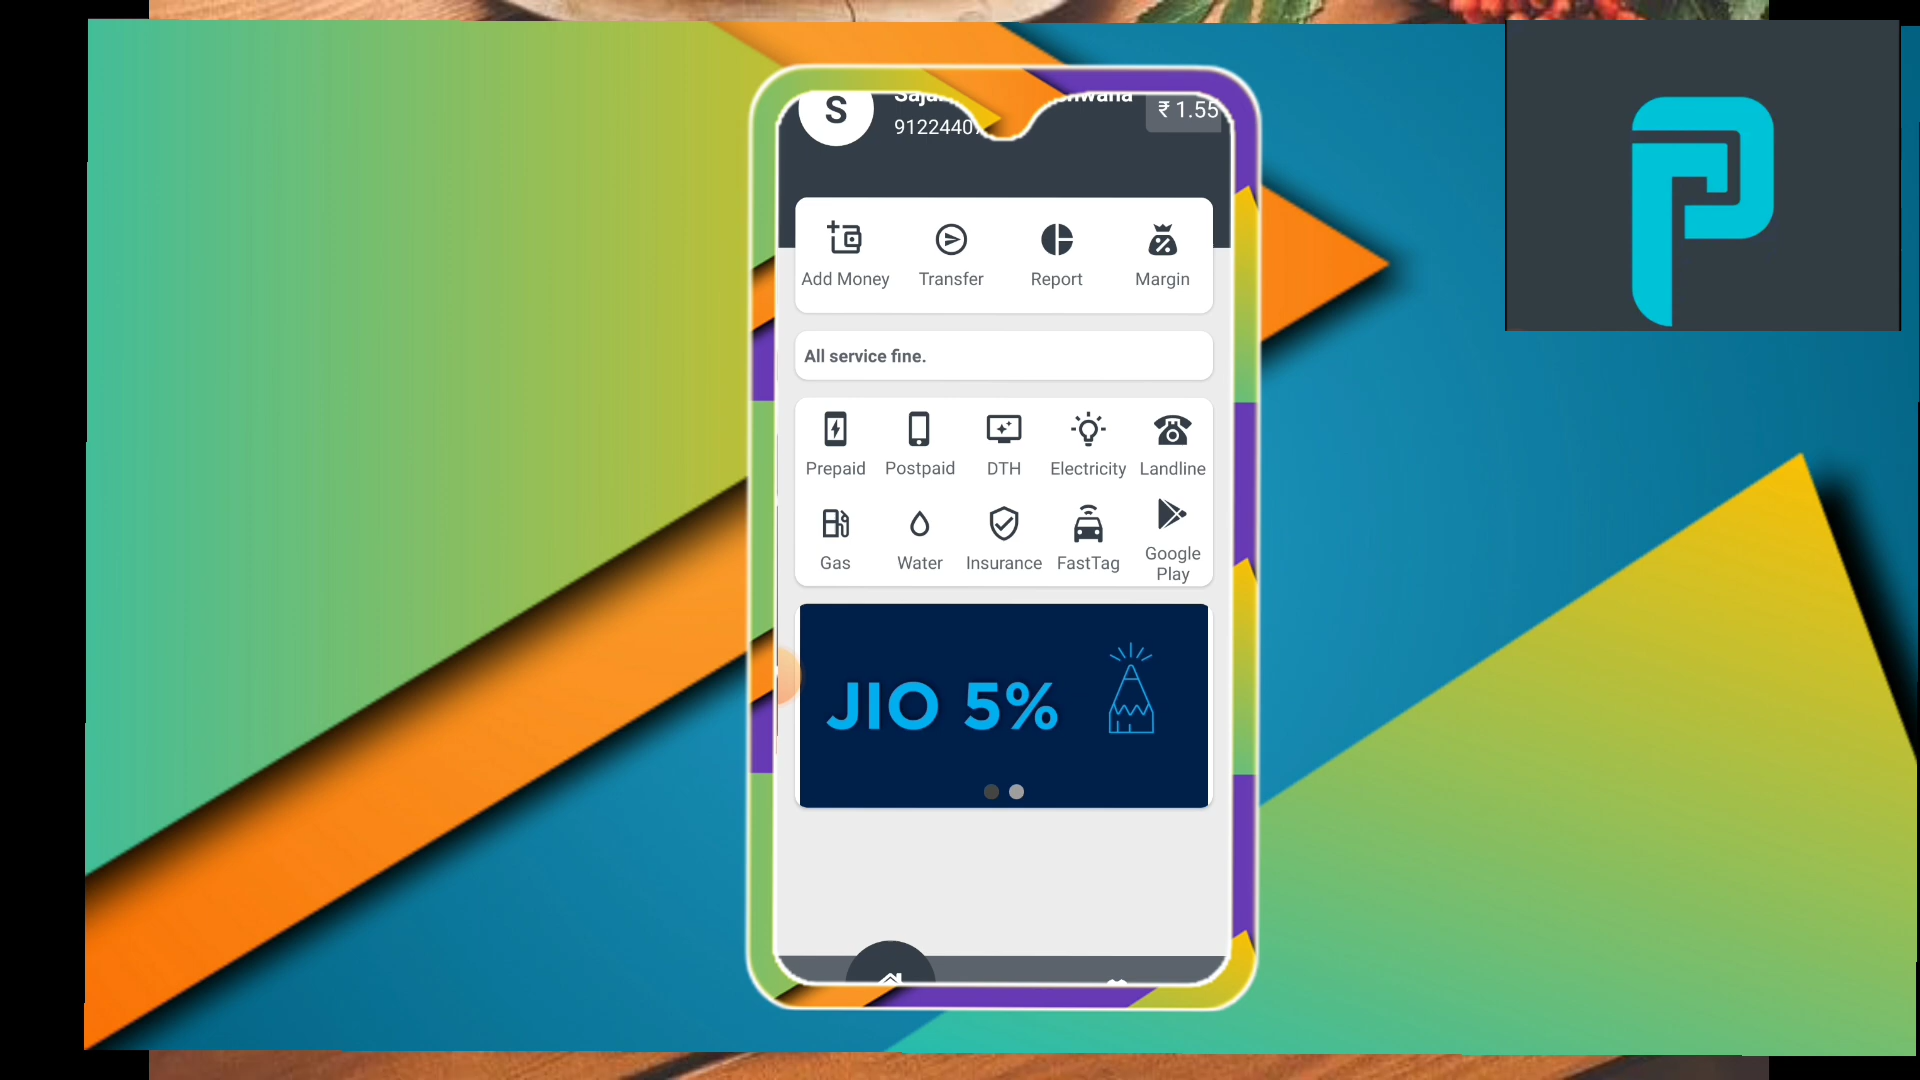 S
₹ 1.55
Add Money
Transfer
Report
Margin
All service fine.
Prepaid
Postpaid
DTH
Electricity
Landline
Gas
Water
Insurance
FastTag
Google
Play
JIO 5%